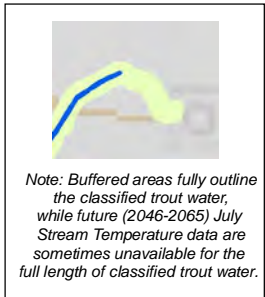 Note: Buffered areas fully outline
the classified trout water,
while future (2046-2065) July
Stream Temperature data are
sometimes unavailable for the
full length of classified trout water.